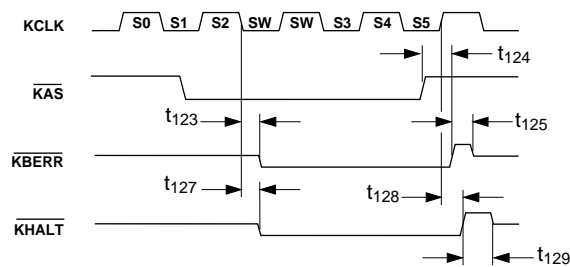 KCLK S0 S1 S2 SW SW S3 S4 S5
t124
KAS
t123
t125
KBERR
t127
t128
KHALT
t129